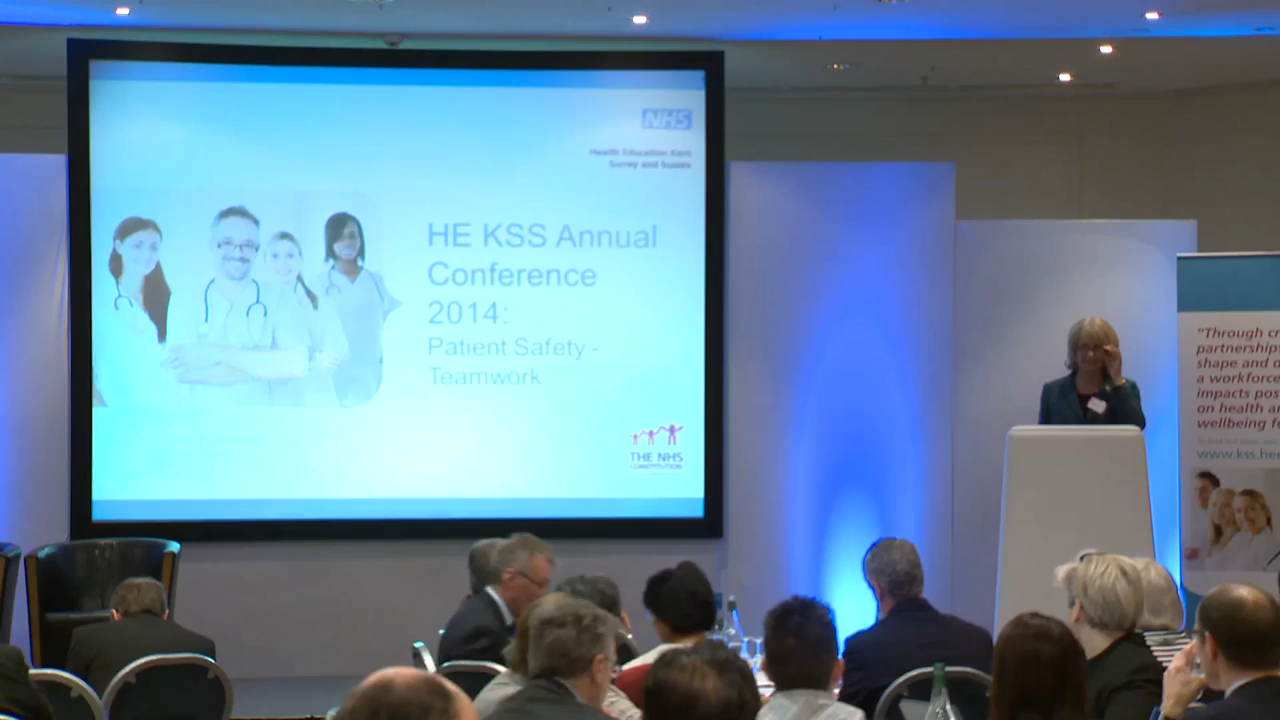 NHS
Health Education Kent
Surrey and Sussex
HE KSS Annual
Conference
2014:
Patient Safety -
Teamwork
THE NHS
CONSTITUTION
"Through cr
partnership
shape and d
a workforce
impacts pos
on health a
wellbeing f
www.kss.hee